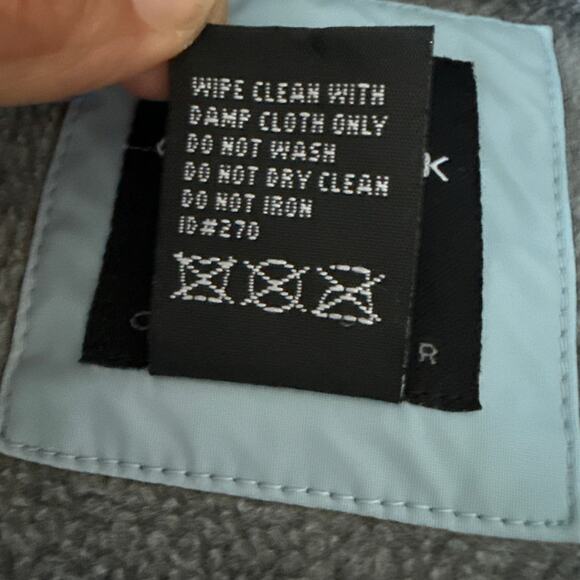 WIPE CLEAN WITH
DAMP CLOTH ONLY
DO NOT WASH
DO NOT DRY CLEAN
DO NOT IRON
ID#270
K
R